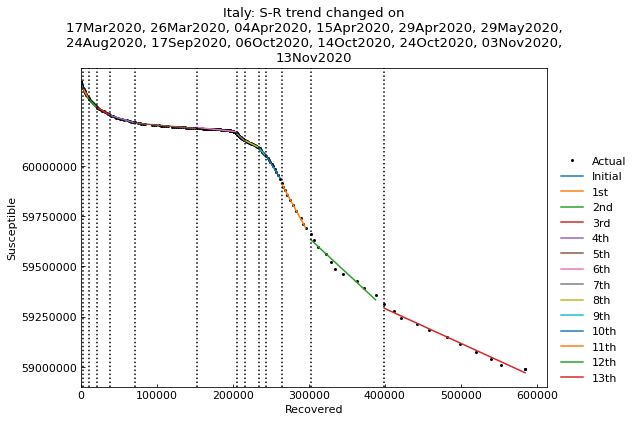 Italy: S-R trend changed on
17Mar2020, 26Mar2020, 04Apr2020, 15Apr2020, 29Apr2020, 29May2020,
24Aug2020, 17Sep2020, 06Oct2020, 14Oct2020, 24Oct2020, 03Nov2020,
13Nov2020
Susceptible
60000000
59750000
59500000
59250000
59000000
0 100000 200000 300000 400000 500000 600000
Recovered
Actual
Initial
1st
2nd
3rd
4th
5th
6th
7th
8th
9th
10th
11th
12th
13th